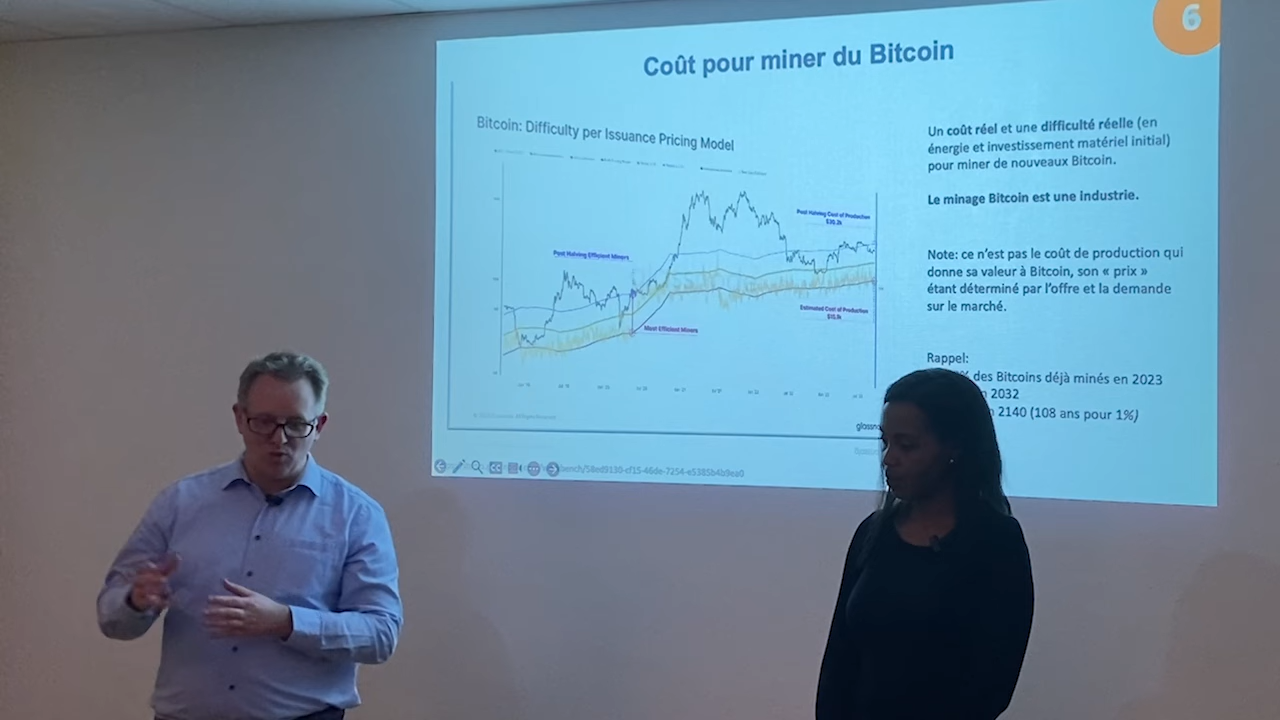 6
Coût pour miner du Bitcoin
Bitcoin: Difficulty per Issuance Pricing Model
Un coût réel et une difficulté réelle (en
énergie et investissement matériel initial)
pour miner de nouveaux Bitcoin.
Le minage Bitcoin est une industrie.
Post Halving Cost of Production
Post Halving Efficient Miners
Note: ce n'est pas le coût de production qui
donne sa valeur à Bitcoin, son « prix »
étant déterminé par l'offre et la demande
sur le marché.
Estimated Cost of Production
Most Efficient Miners
Rappel:
des Bitcoins déjà minés en 2023
2032
2140 (108 ans pour 1%)